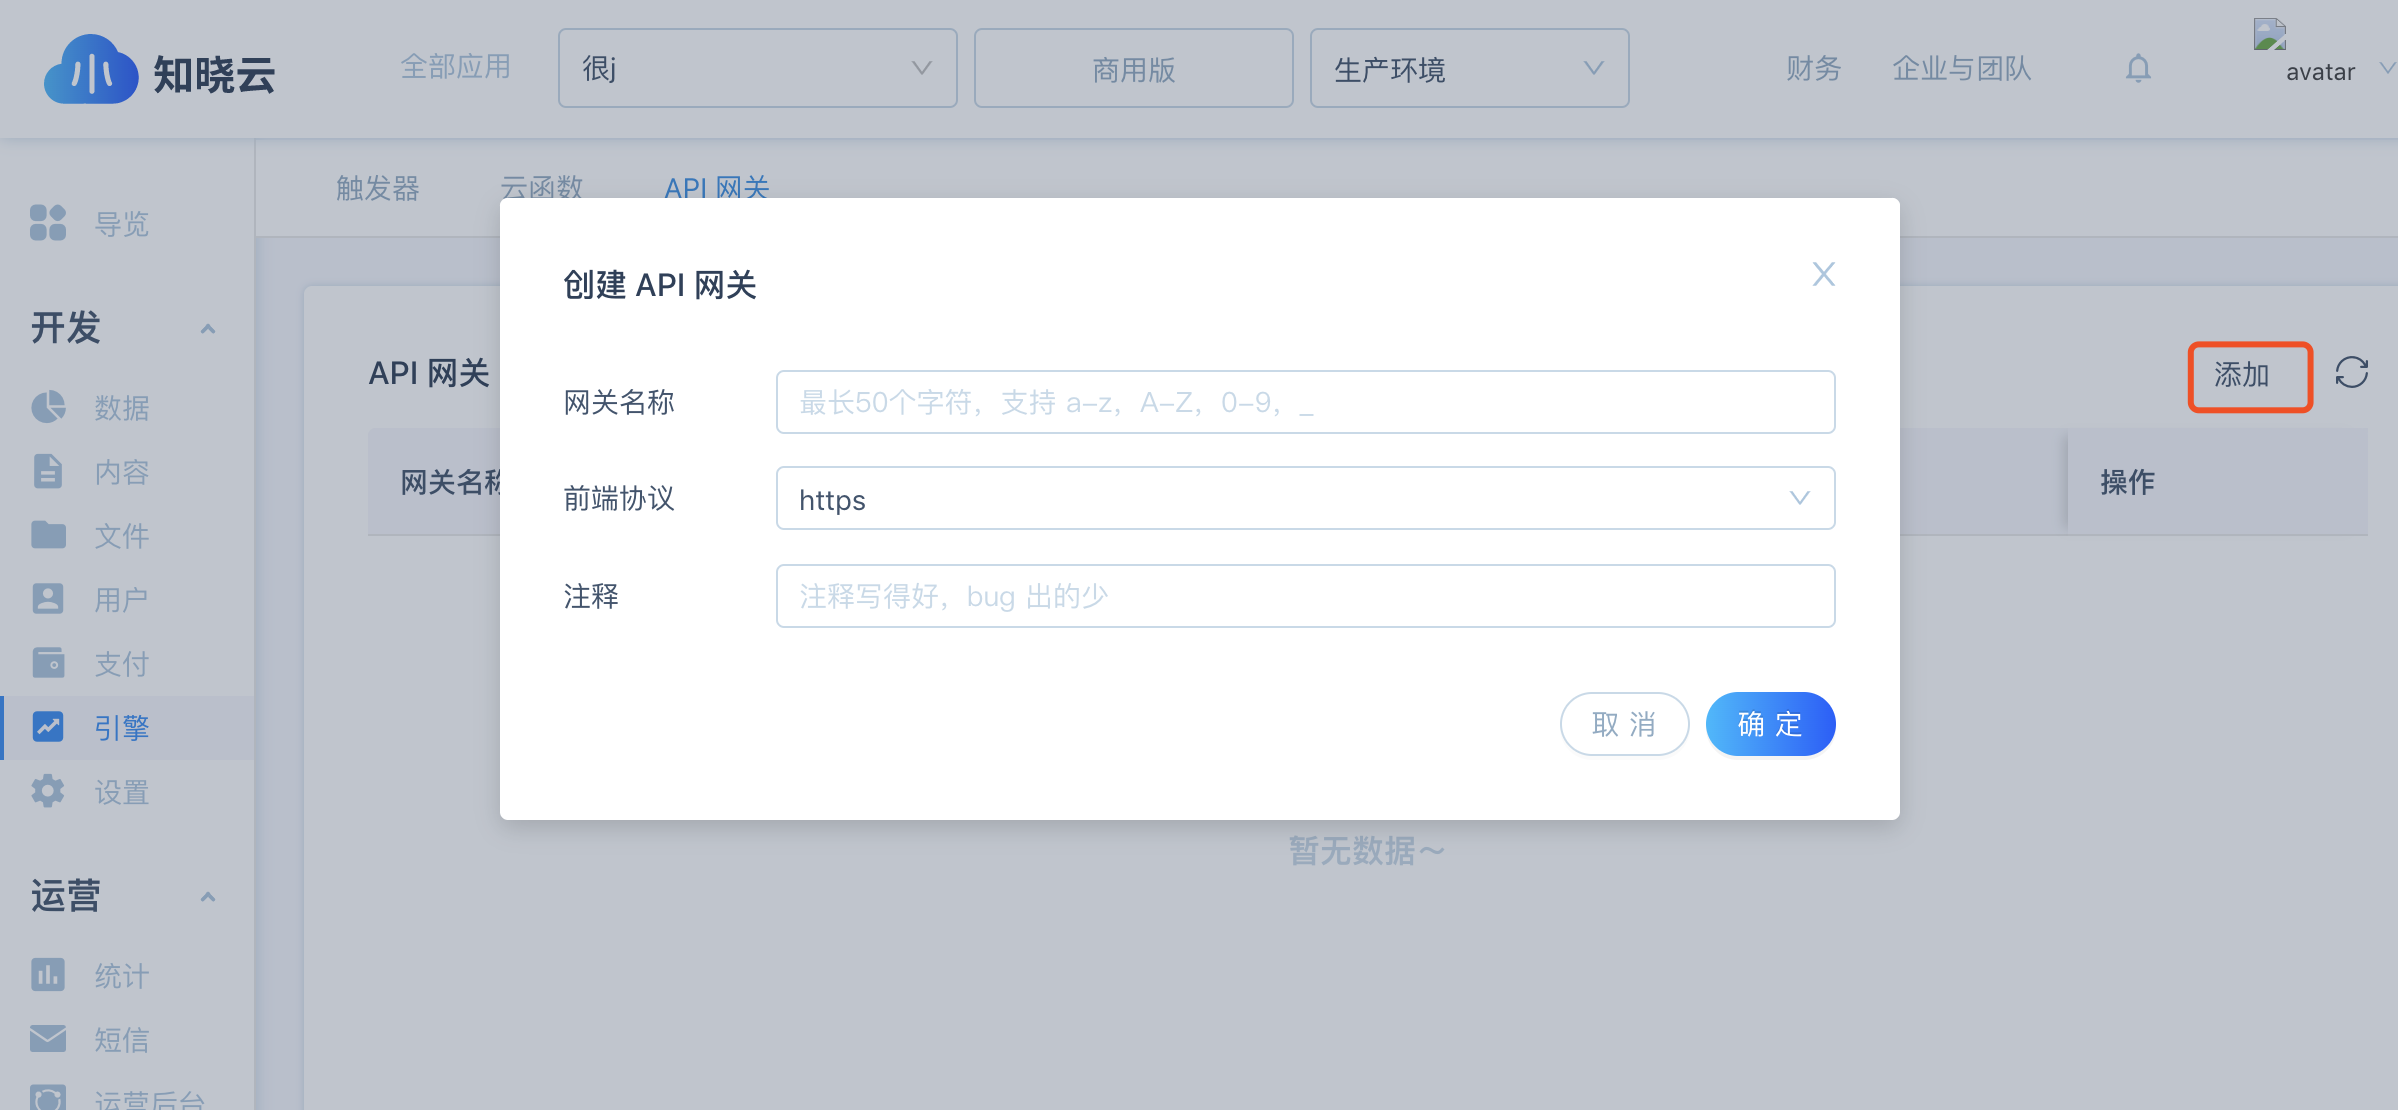 知晓云
全部应用
很j
商用版
生产环境
财务
企业与团队
avatar
触发器
云函数
API 网关
导览
开发
数据
内容
文件
用户
支付
引擎
设置
运营
统计
短信
运营后台
API 网关
添加
网关名称
操作
创建 API 网关
网关名称
最长50个字符，支持 a-z，A-Z，0-9，_
前端协议
https
注释
注释写得好，bug 出的少
取 消
确 定
暂无数据～